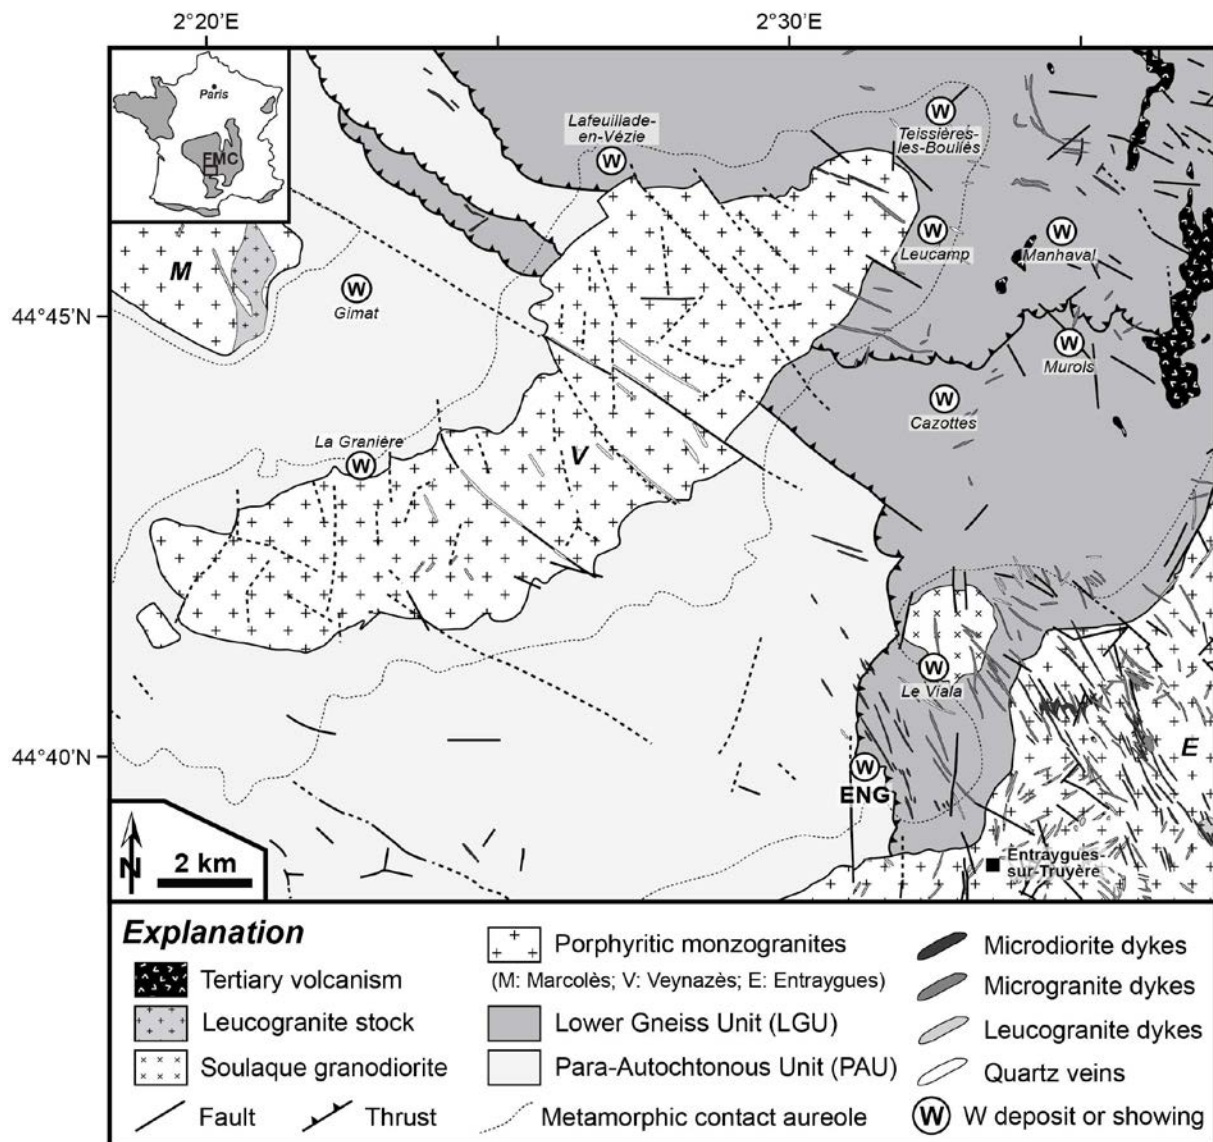 2°20'E
2°30'E
Paris
FMC
Lafeuillade-
en-Vézie
W
W
Teissières-
les-Bouliès
M
W
Gimat
W
Leucamp
W
Manhaval
44°45'N
W
Murols
W
Cazottes
La Granière
W
V
W
Le Viala
E
44°40'N
W
ENG
N
2 km
Entraygues-
sur-Truyère
Explanation
Tertiary volcanism
Leucogranite stock
Soulaque granodiorite
Fault
Thrust
Porphyritic monzogranites
(M: Marcolès; V: Veynazès; E: Entraygues)
Lower Gneiss Unit (LGU)
Para-Autochtonous Unit (PAU)
Metamorphic contact aureole
Microdiorite dykes
Microgranite dykes
Leucogranite dykes
Quartz veins
W W deposit or showing